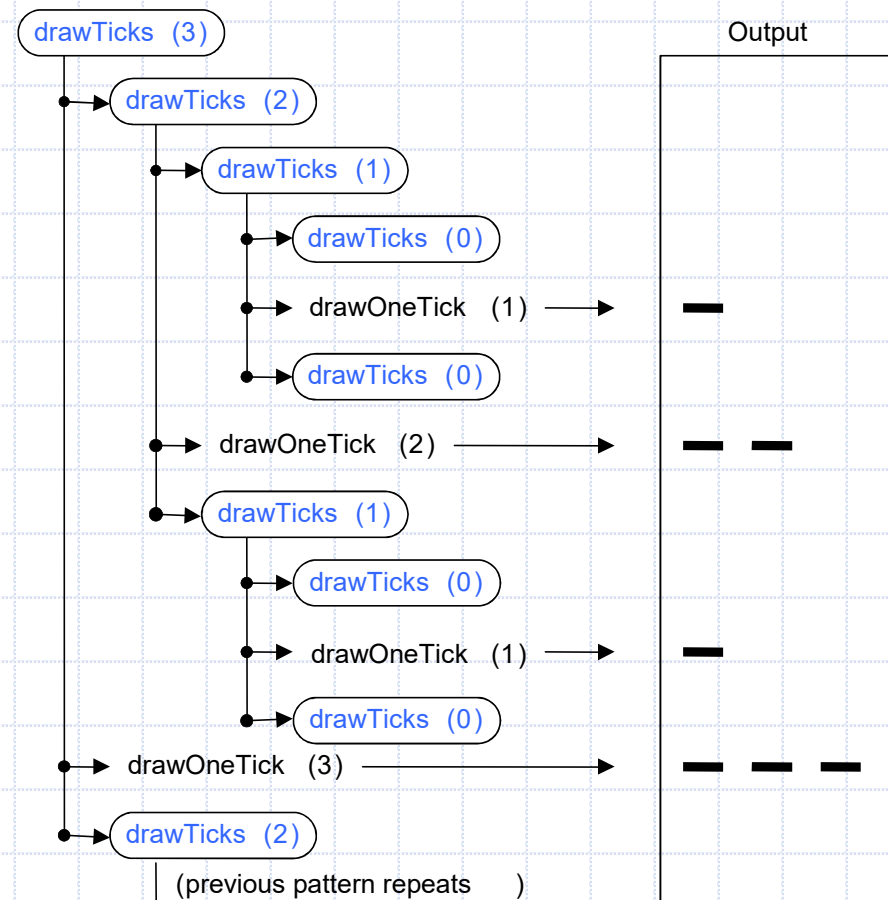 drawTicks (3)
Output
drawTicks (2)
drawTicks (1)
drawTicks (0)
drawOneTick (1)
drawTicks (0)
drawOneTick (2)
drawTicks (1)
drawTicks (0)
drawOneTick (1)
drawTicks (0)
drawOneTick (3)
drawTicks (2)
(previous pattern repeats )